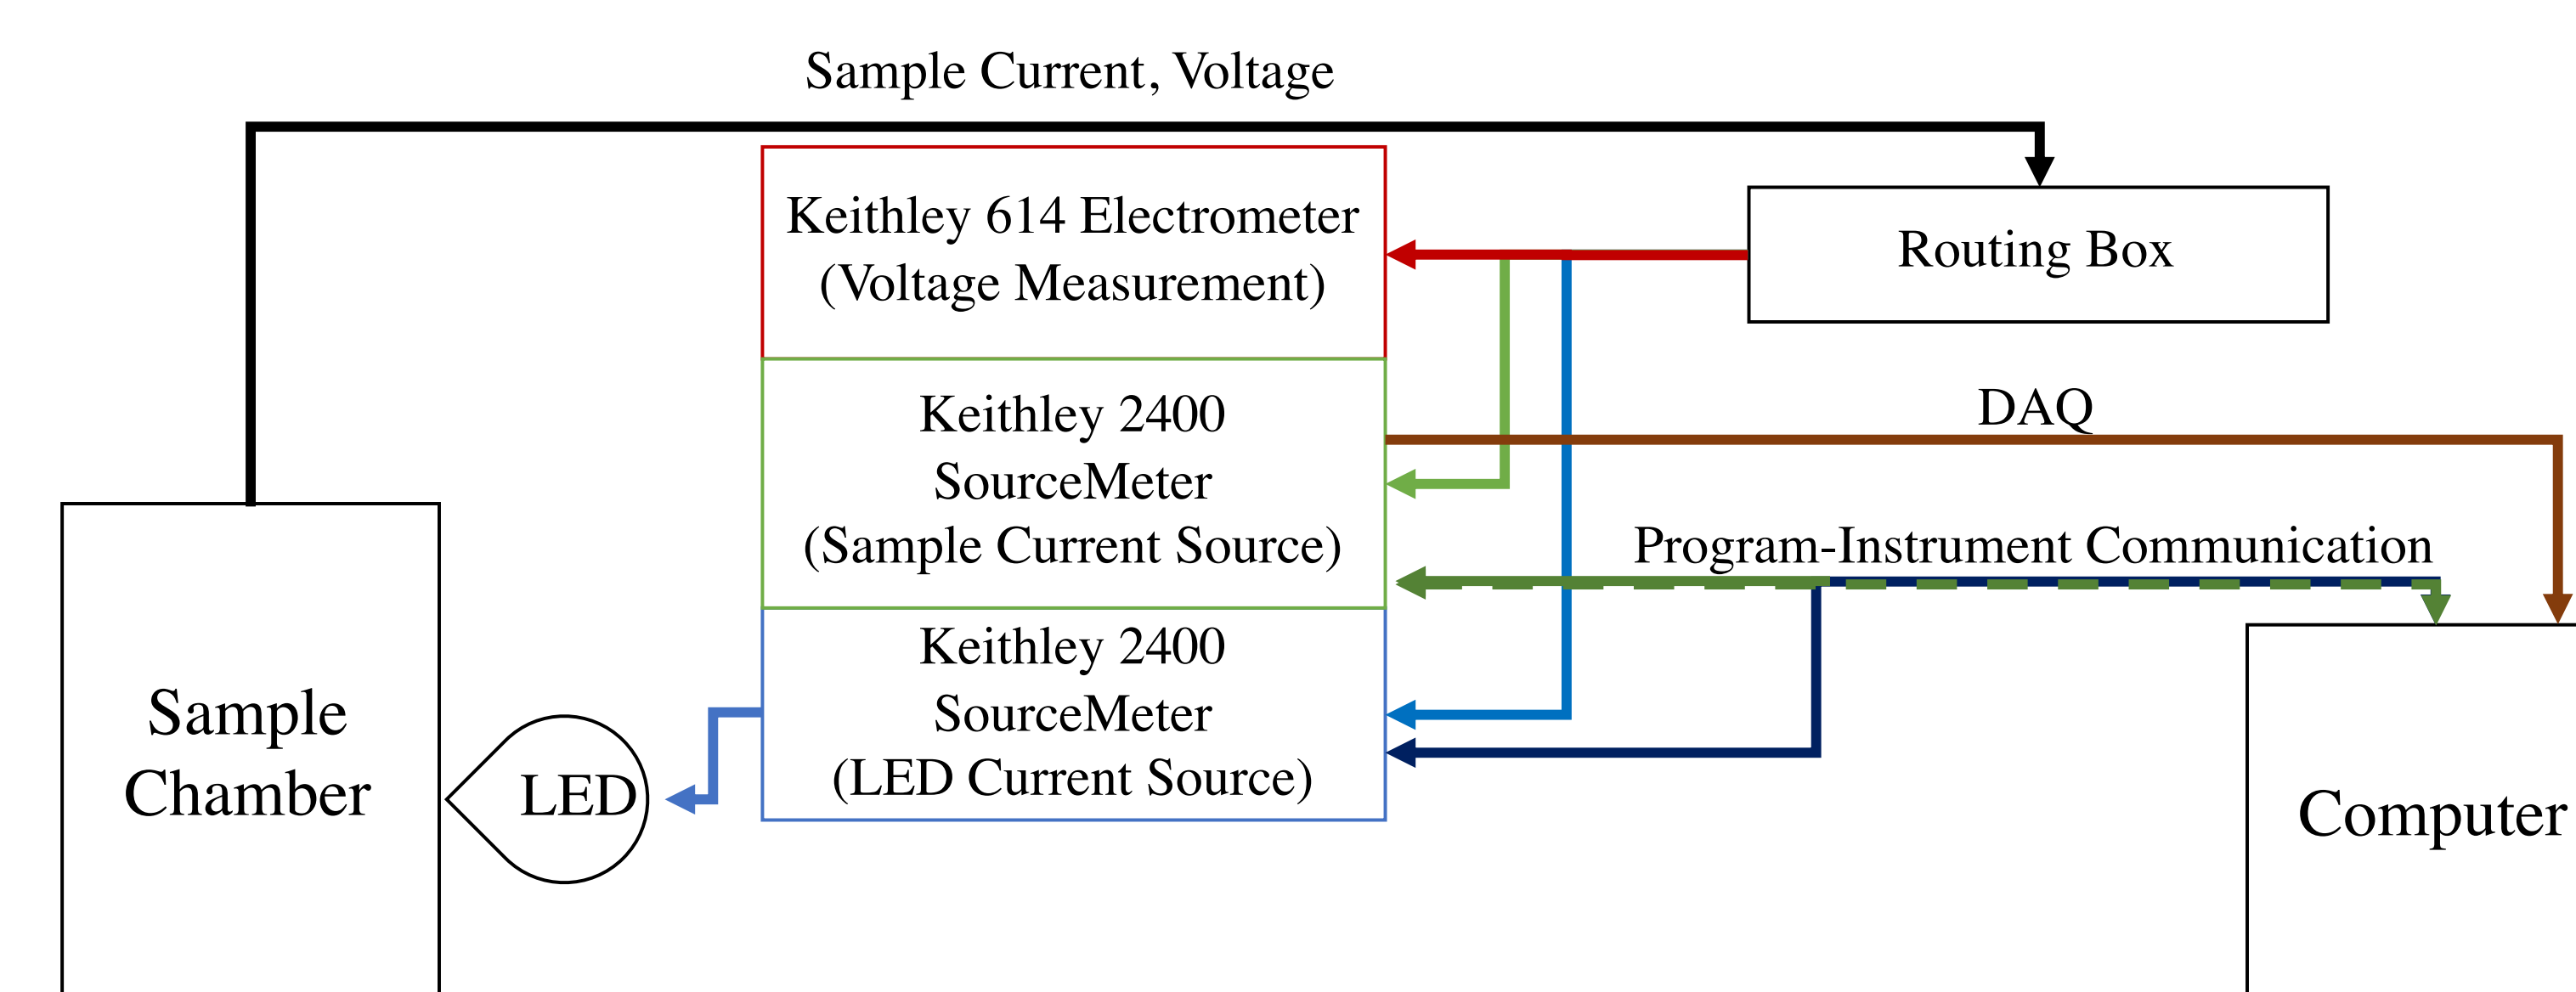 Sample Current, Voltage
Keithley 614 Electrometer
(Voltage Measurement)
Routing Box
Keithley 2400
SourceMeter
(Sample Current Source)
DAQ
Program-Instrument Communication
Keithley 2400
SourceMeter
(LED Current Source)
Sample
Chamber
LED
Computer